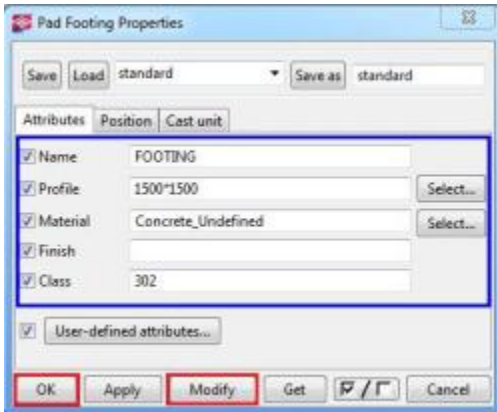 Pad Footing Properties
Save Load standard Save as standard
Attributes Position Cast unit
Name FOOTING
Profile 1500*1500 Select...
Material Concrete_Undefined Select...
Finish
Class 302
User-defined attributes...
OK Apply Modify Get / Cancel